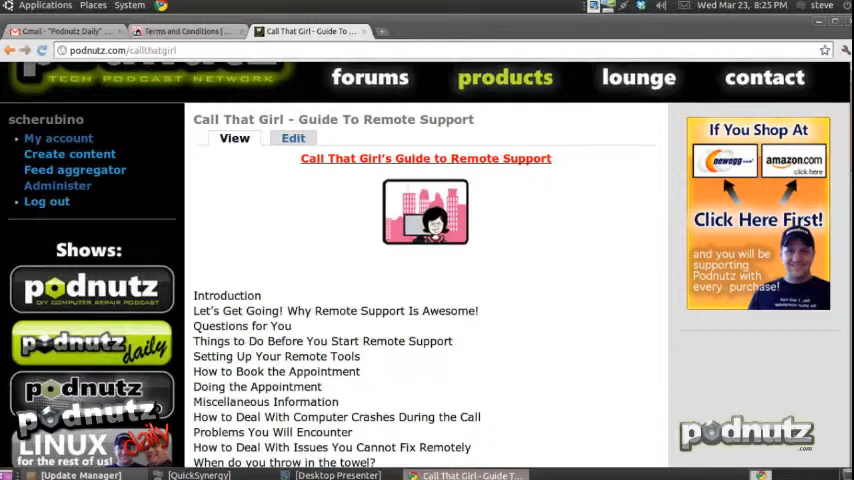 Applications Places System Wed Mar 23, 8:25 PM steve
Gmail - "Podnutz Daily" Terms and Conditions | Call That Girl - Guide To
podnutz.com/callthatgirl
podnutz
TECH PODCAST NETWORK
forums products lounge contact
scherubino
My account
Create content
Feed aggregator
Administer
Log out
Shows:
podnutz
DIY COMPUTER REPAIR PODCAST
podnutz daily
podnutz
podnutz daily
LINUX
for the rest of us!
Call That Girl - Guide To Remote Support
View Edit
Call That Girl's Guide to Remote Support
Introduction
Let's Get Going! Why Remote Support Is Awesome!
Questions for You
Things to Do Before You Start Remote Support
Setting Up Your Remote Tools
How to Book the Appointment
Doing the Appointment
Miscellaneous Information
How to Deal With Computer Crashes During the Call
Problems You Will Encounter
How to Deal With Issues You Cannot Fix Remotely
When do you throw in the towel?
If You Shop At
newegg.com amazon.com
click here
Click Here First!
and you will be
supporting
Podnutz with
every purchase!
podnutz
.com
[Update Manager] [QuickSynergy] [Desktop Presenter] Call That Girl - Guide T...